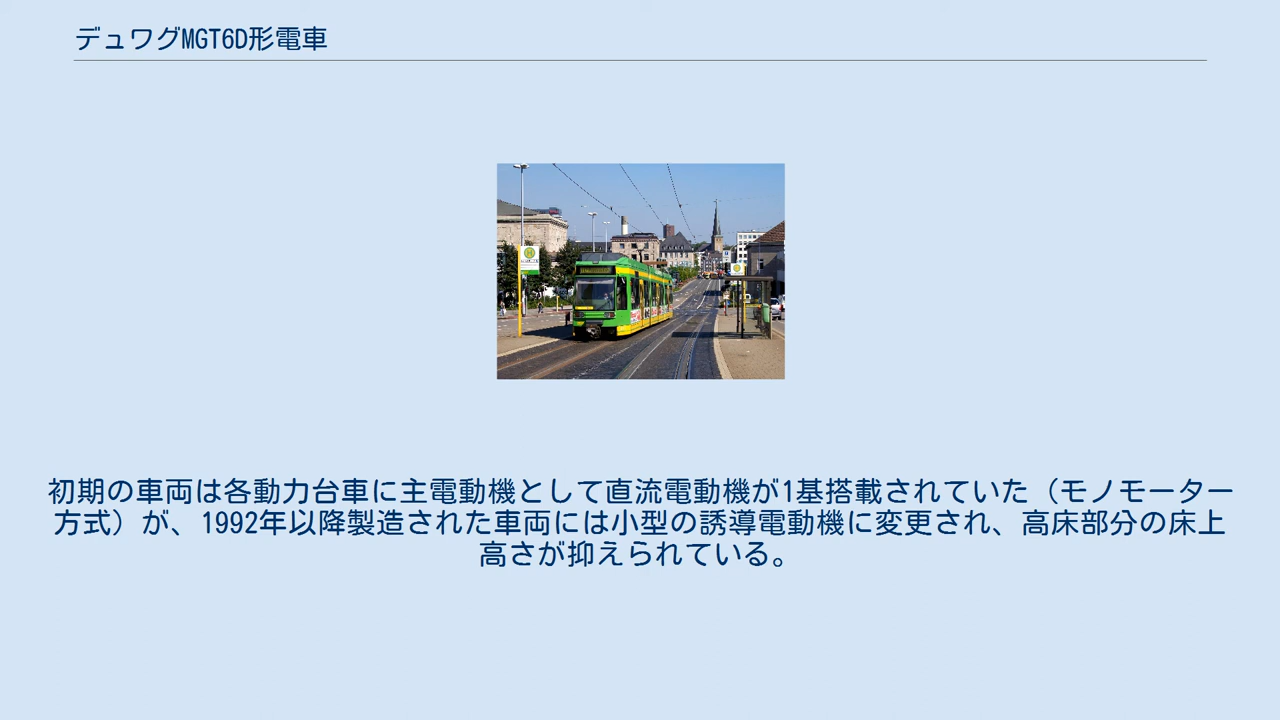 デュワグMGT6D形電車
初期の車両は各動力台車に主電動機として直流電動機が1基搭載されていた（モノモーター
方式）が、1992年以降製造された車両には小型の誘導電動機に変更され、高床部分の床上
高さが抑えられている。